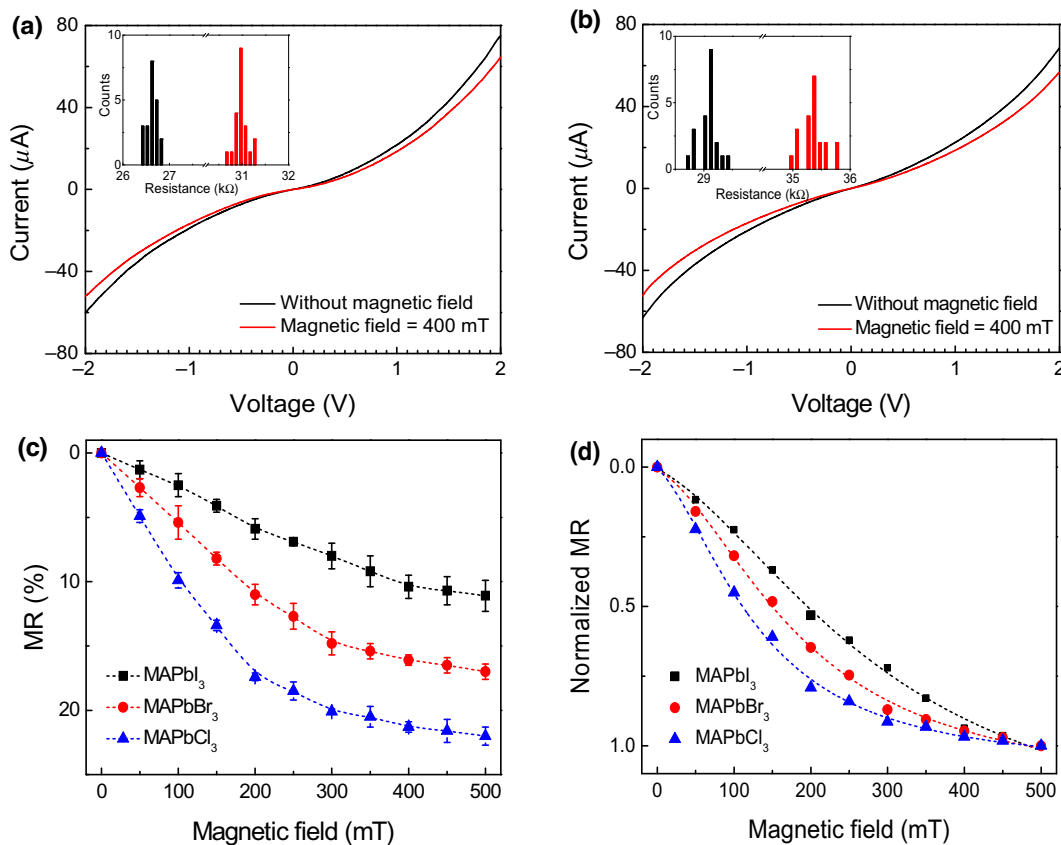 (a)
80
40
0
–40
–80
Current (μA)
–2
–1
0
1
2
Voltage (V)
10
5
0
Counts
26
27
31
32
Resistance (kΩ)
Without magnetic field
Magnetic field = 400 mT
(b)
80
40
0
–40
–80
Current (μA)
–2
–1
0
1
2
Voltage (V)
10
5
0
Counts
29
35
36
Resistance (kΩ)
Without magnetic field
Magnetic field = 400 mT
(c)
0
10
20
MR (%)
0
100
200
300
400
500
Magnetic field (mT)
MAPbI3
MAPbBr3
MAPbCl3
(d)
0.0
0.5
1.0
Normalized MR
0
100
200
300
400
500
Magnetic field (mT)
MAPbI3
MAPbBr3
MAPbCl3